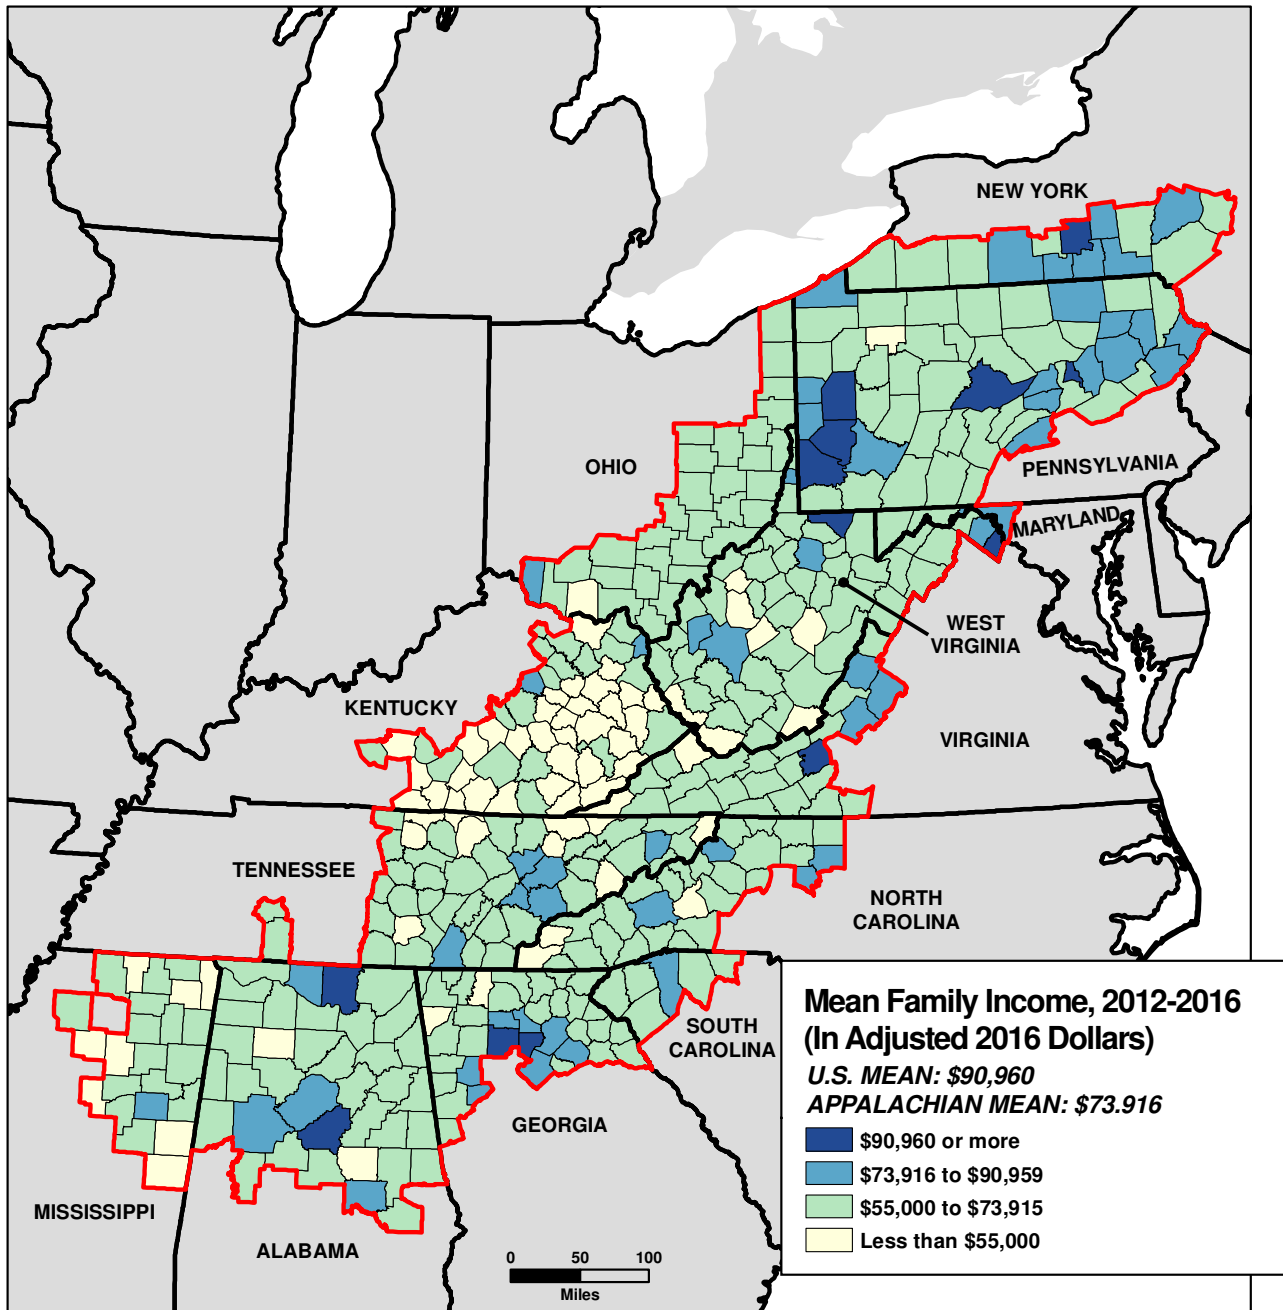 NEW YORK
OHIO
PENNSYLVANIA
MARYLAND
WEST
VIRGINIA
KENTUCKY
VIRGINIA
TENNESSEE
NORTH
CAROLINA
Mean Family Income, 2012-2016
(In Adjusted 2016 Dollars)
U.S. MEAN: $90,960
APPALACHIAN MEAN: $73.916
$90,960 or more
$73,916 to $90,959
$55,000 to $73,915
Less than $55,000
SOUTH
CAROLINA
GEORGIA
MISSISSIPPI
ALABAMA
0 50 100
Miles